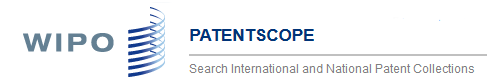 WIPO
PATENTSCOPE
Search International and National Patent Collections